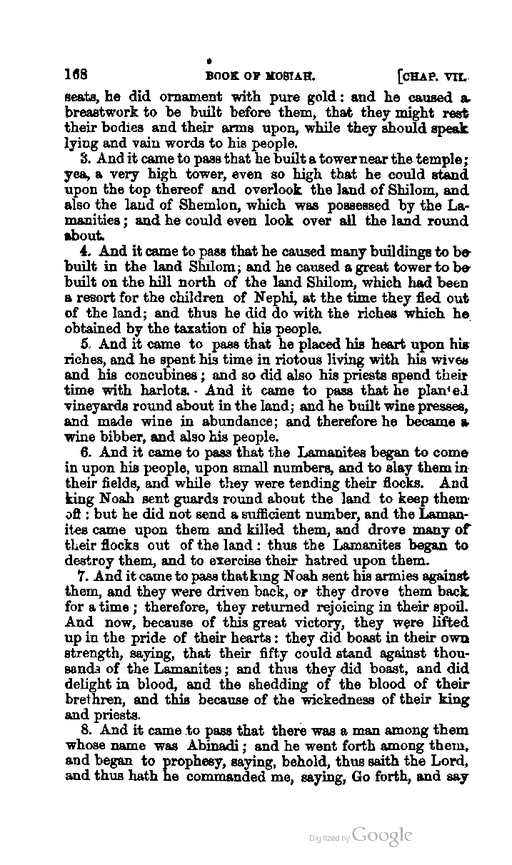 168 BOOK OF MOSIAH. [CHAP. VII.
seats, he did ornament with pure gold: and he caused a
breastwork to be built before them, that they might rest
their bodies and their arms upon, while they should speak
lying and vain words to his people.
3. And it came to pass that he built a tower near the temple;
yea, a very high tower, even so high that he could stand
upon the top thereof and overlook the land of Shilom, and
also the land of Shemlon, which was possessed by the La-
manities; and he could even look over all the land round
about.
4. And it came to pass that he caused many buildings to be
built in the land Shilom; and he caused a great tower to be
built on the hill north of the land Shilom, which had been
a resort for the children of Nephi, at the time they fled out
of the land; and thus he did do with the riches which he
obtained by the taxation of his people.
5. And it came to pass that he placed his heart upon his
riches, and he spent his time in riotous living with his wives
and his concubines; and so did also his priests spend their
time with harlots. And it came to pass that he planted
vineyards round about in the land; and he built wine presses,
and made wine in abundance; and therefore he became a
wine bibber, and also his people.
6. And it came to pass that the Lamanites began to come
in upon his people, upon small numbers, and to slay them in
their fields, and while they were tending their flocks. And
king Noah sent guards round about the land to keep them
off; but he did not send a sufficient number, and the Laman-
ites came upon them and killed them, and drove many of
their flocks out of the land: thus the Lamanites began to
destroy them, and to exercise their hatred upon them.
7. And it came to pass that king Noah sent his armies against
them, and they were driven back, or they drove them back
for a time; therefore, they returned rejoicing in their spoil.
And now, because of this great victory, they were lifted
up in the pride of their hearts: they did boast in their own
strength, saying, that their fifty could stand against thou-
sands of the Lamanites; and thus they did boast, and did
delight in blood, and the shedding of the blood of their
brethren, and this because of the wickedness of their king
and priests.
8. And it came to pass that there was a man among them
whose name was Abinadi; and he went forth among them,
and began to prophesy, saying, behold, thus saith the Lord,
and thus hath he commanded me, saying, Go forth, and say
Digitized by Google